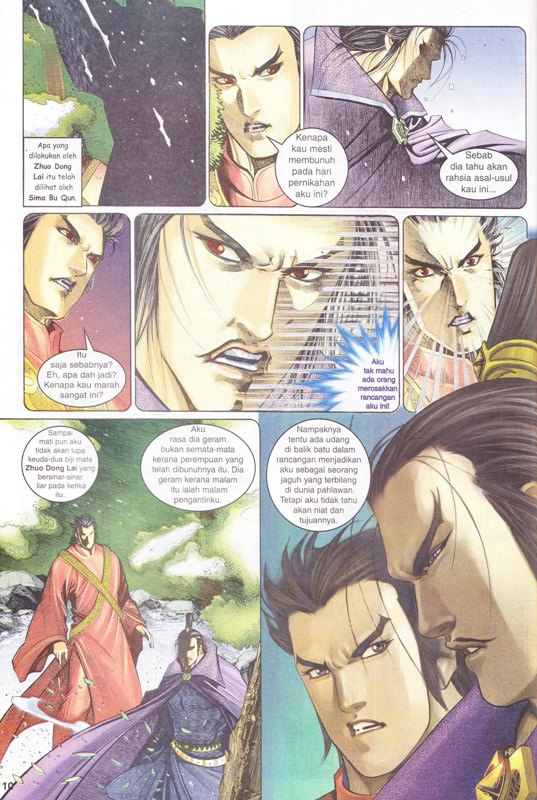 Apa yang
dilakukan oleh
Zhuo Dong
Lai itu telah
dilihat oleh
Sima Bu Qun.
Kenapa
kau mesti
membunuh
pada hari
pernikahan
aku ini?
Sebab
dia tahu akan
rahsia asal-usul
kau ini...
Itu
saja sebabnya?
Eh, apa dah jadi?
Kenapa kau marah
sangat ini?
Aku
tak mahu
ada orang
merosakkan
rancangan
aku ini!
Sampai
mati pun aku
tidak akan lupa
keuda-dua biji mata
Zhuo Dong Lai yang
bersinar-sinar
liar pada ketika
itu.
Aku
rasa dia geram
bukan semata-mata
kerana perempuan yang
telah dibunuhnya itu. Dia
geram kerana malam
itu ialah malam
pengantinku.
Nampaknya
tentu ada udang
di balik batu dalam
rancangan menjadikan
aku sebagai seorang
jaguh yang terbilang
di dunia pahlawan.
Tetapi aku tidak tahu
akan niat dan
tujuannya.
10